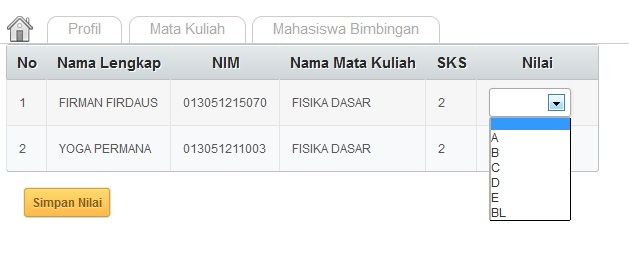 Profil Mata Kuliah Mahasiswa Bimbingan
No Nama Lengkap NIM Nama Mata Kuliah SKS Nilai
1 FIRMAN FIRDAUS 013051215070 FISIKA DASAR 2
A
B
2 YOGA PERMANA 013051211003 FISIKA DASAR 2
C
D
E
BL
Simpan Nilai